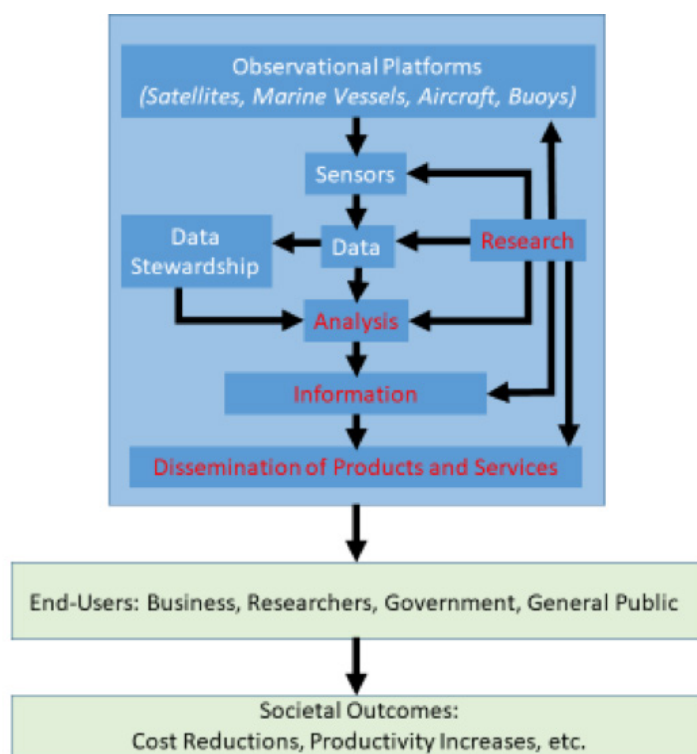 Observational Platforms
(Satellites, Marine Vessels, Aircraft, Buoys)
Sensors
Data
Stewardship
Data
Research
Analysis
Information
Dissemination of Products and Services
End-Users: Business, Researchers, Government, General Public
Societal Outcomes:
Cost Reductions, Productivity Increases, etc.